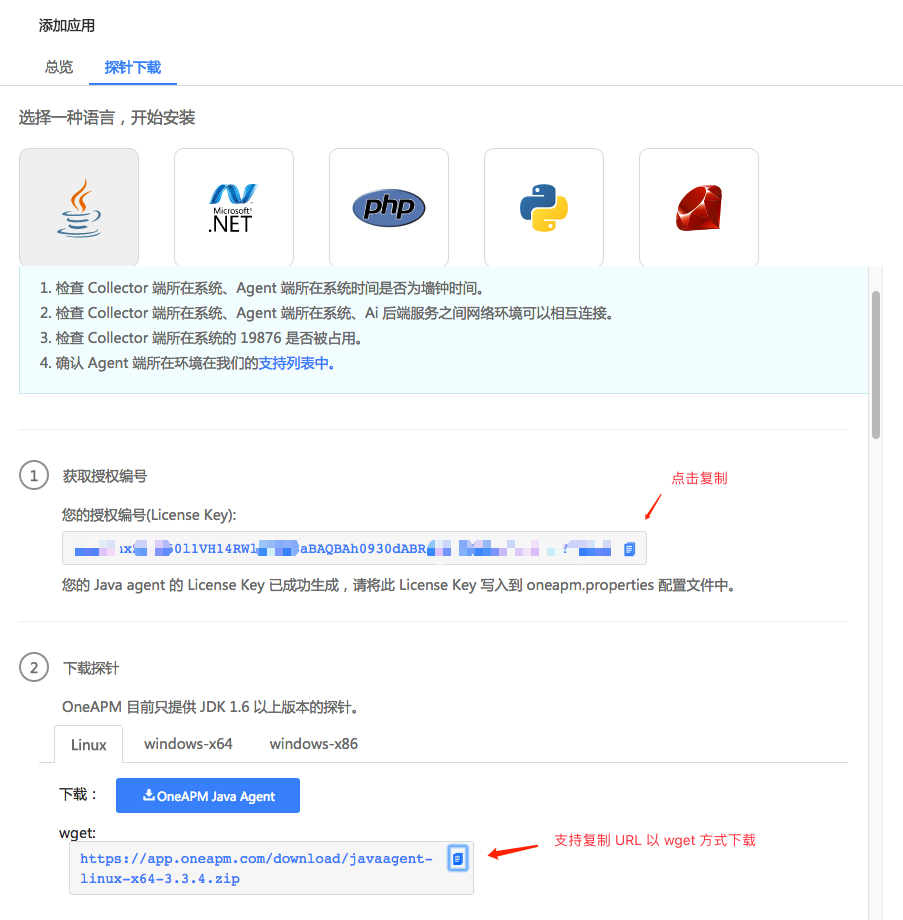 添加应用
总览
探针下载
选择一种语言，开始安装
Microsoft®
.NET
php
1. 检查 Collector 端所在系统、Agent 端所在系统时间是否为墙钟时间。
2. 检查 Collector 端所在系统、Agent 端所在系统、Ai 后端服务之间网络环境可以相互连接。
3. 检查 Collector 端所在系统的 19876 是否被占用。
4. 确认 Agent 端所在环境在我们的支持列表中。
1 获取授权编号
点击复制
您的授权编号(License Key):
您的 Java agent 的 License Key 已成功生成，请将此 License Key 写入到 oneapm.properties 配置文件中。
2 下载探针
OneAPM 目前只提供 JDK 1.6 以上版本的探针。
Linux
windows-x64
windows-x86
下载：
OneAPM Java Agent
wget:
支持复制 URL 以 wget 方式下载
https://app.oneapm.com/download/javaagent-
linux-x64-3.3.4.zip